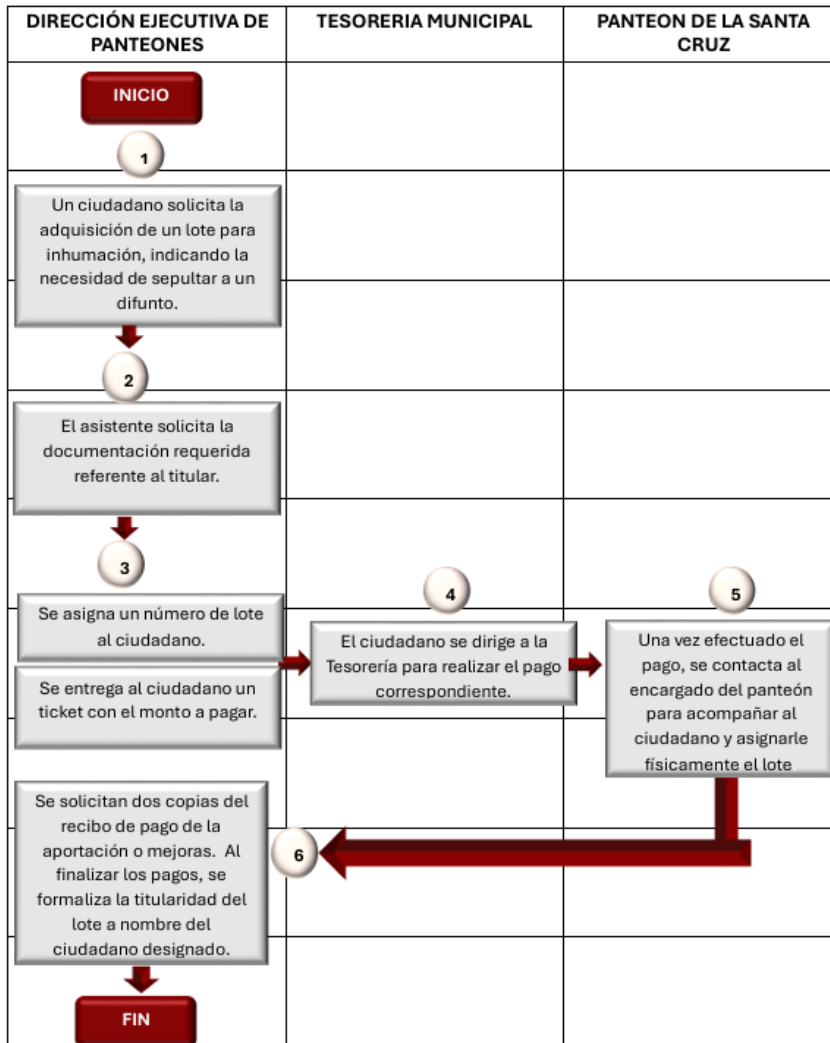 DIRECCIÓN EJECUTIVA DE
PANTEONES
TESORERIA MUNICIPAL
PANTEON DE LA SANTA
CRUZ
INICIO
1
Un ciudadano solicita la
adquisición de un lote para
inhumación, indicando la
necesidad de sepultar a un
difunto.
2
El asistente solicita la
documentación requerida
referente al titular.
3
Se asigna un número de lote
al ciudadano.
Se entrega al ciudadano un
ticket con el monto a pagar.
4
El ciudadano se dirige a la
Tesorería para realizar el pago
correspondiente.
5
Una vez efectuado el
pago, se contacta al
encargado del panteón
para acompañar al
ciudadano y asignarle
físicamente el lote
6
Se solicitan dos copias del
recibo de pago de la
aportación o mejoras. Al
finalizar los pagos, se
formaliza la titularidad del
lote a nombre del
ciudadano designado.
FIN